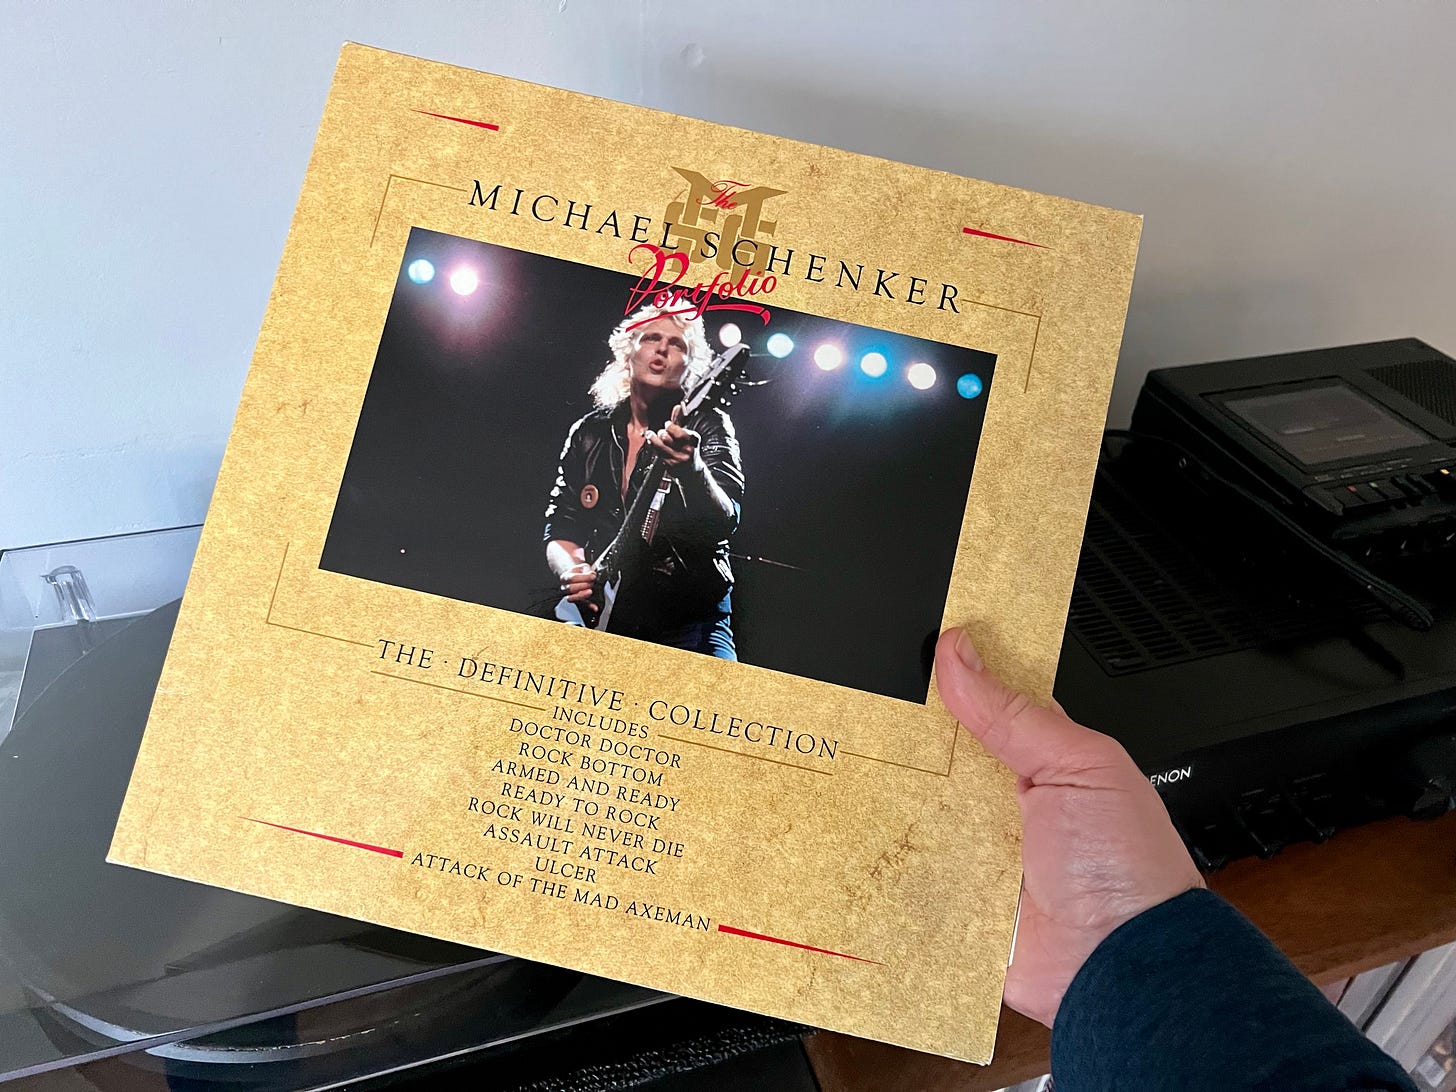 The
MICHAEL SCHENKER
Portfolio
THE · DEFINITIVE · COLLECTION
INCLUDES
DOCTOR DOCTOR
ROCK BOTTOM
ARMED AND READY
READY TO ROCK
ROCK WILL NEVER DIE
ASSAULT ATTACK
ULCER
ATTACK OF THE MAD AXEMAN
ENON